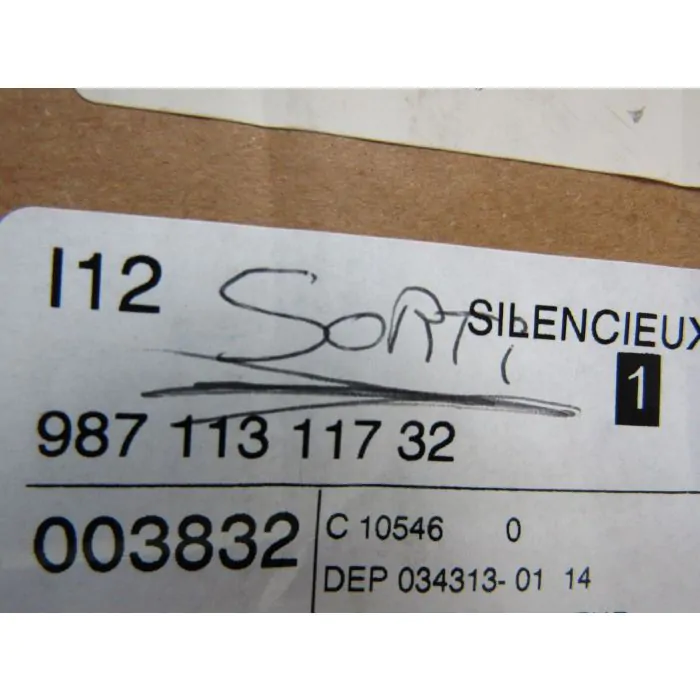 I12 SORTI SILENCIEUX
1
987 113 117 32
003832
C 10546 0
DEP 034313-01 14